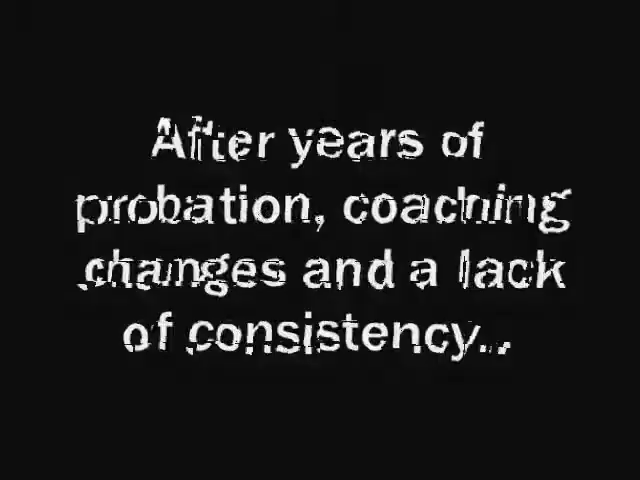 After years of
probation, coaching
changes and a lack
of consistency...